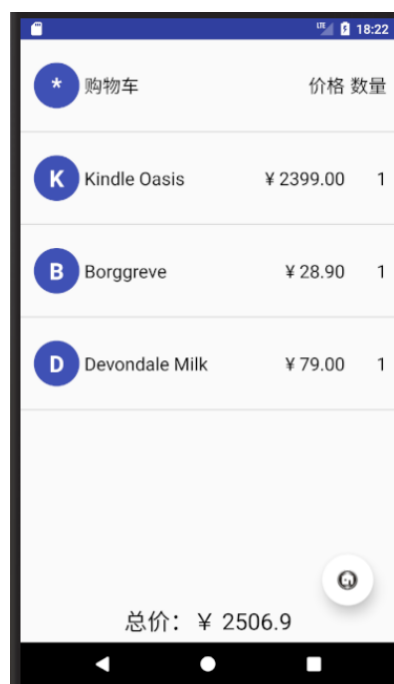 LTE 18:22
* 购物车 价格 数量
K Kindle Oasis ¥ 2399.00 1
B Borggreve ¥ 28.90 1
D Devondale Milk ¥ 79.00 1
总价：¥ 2506.9